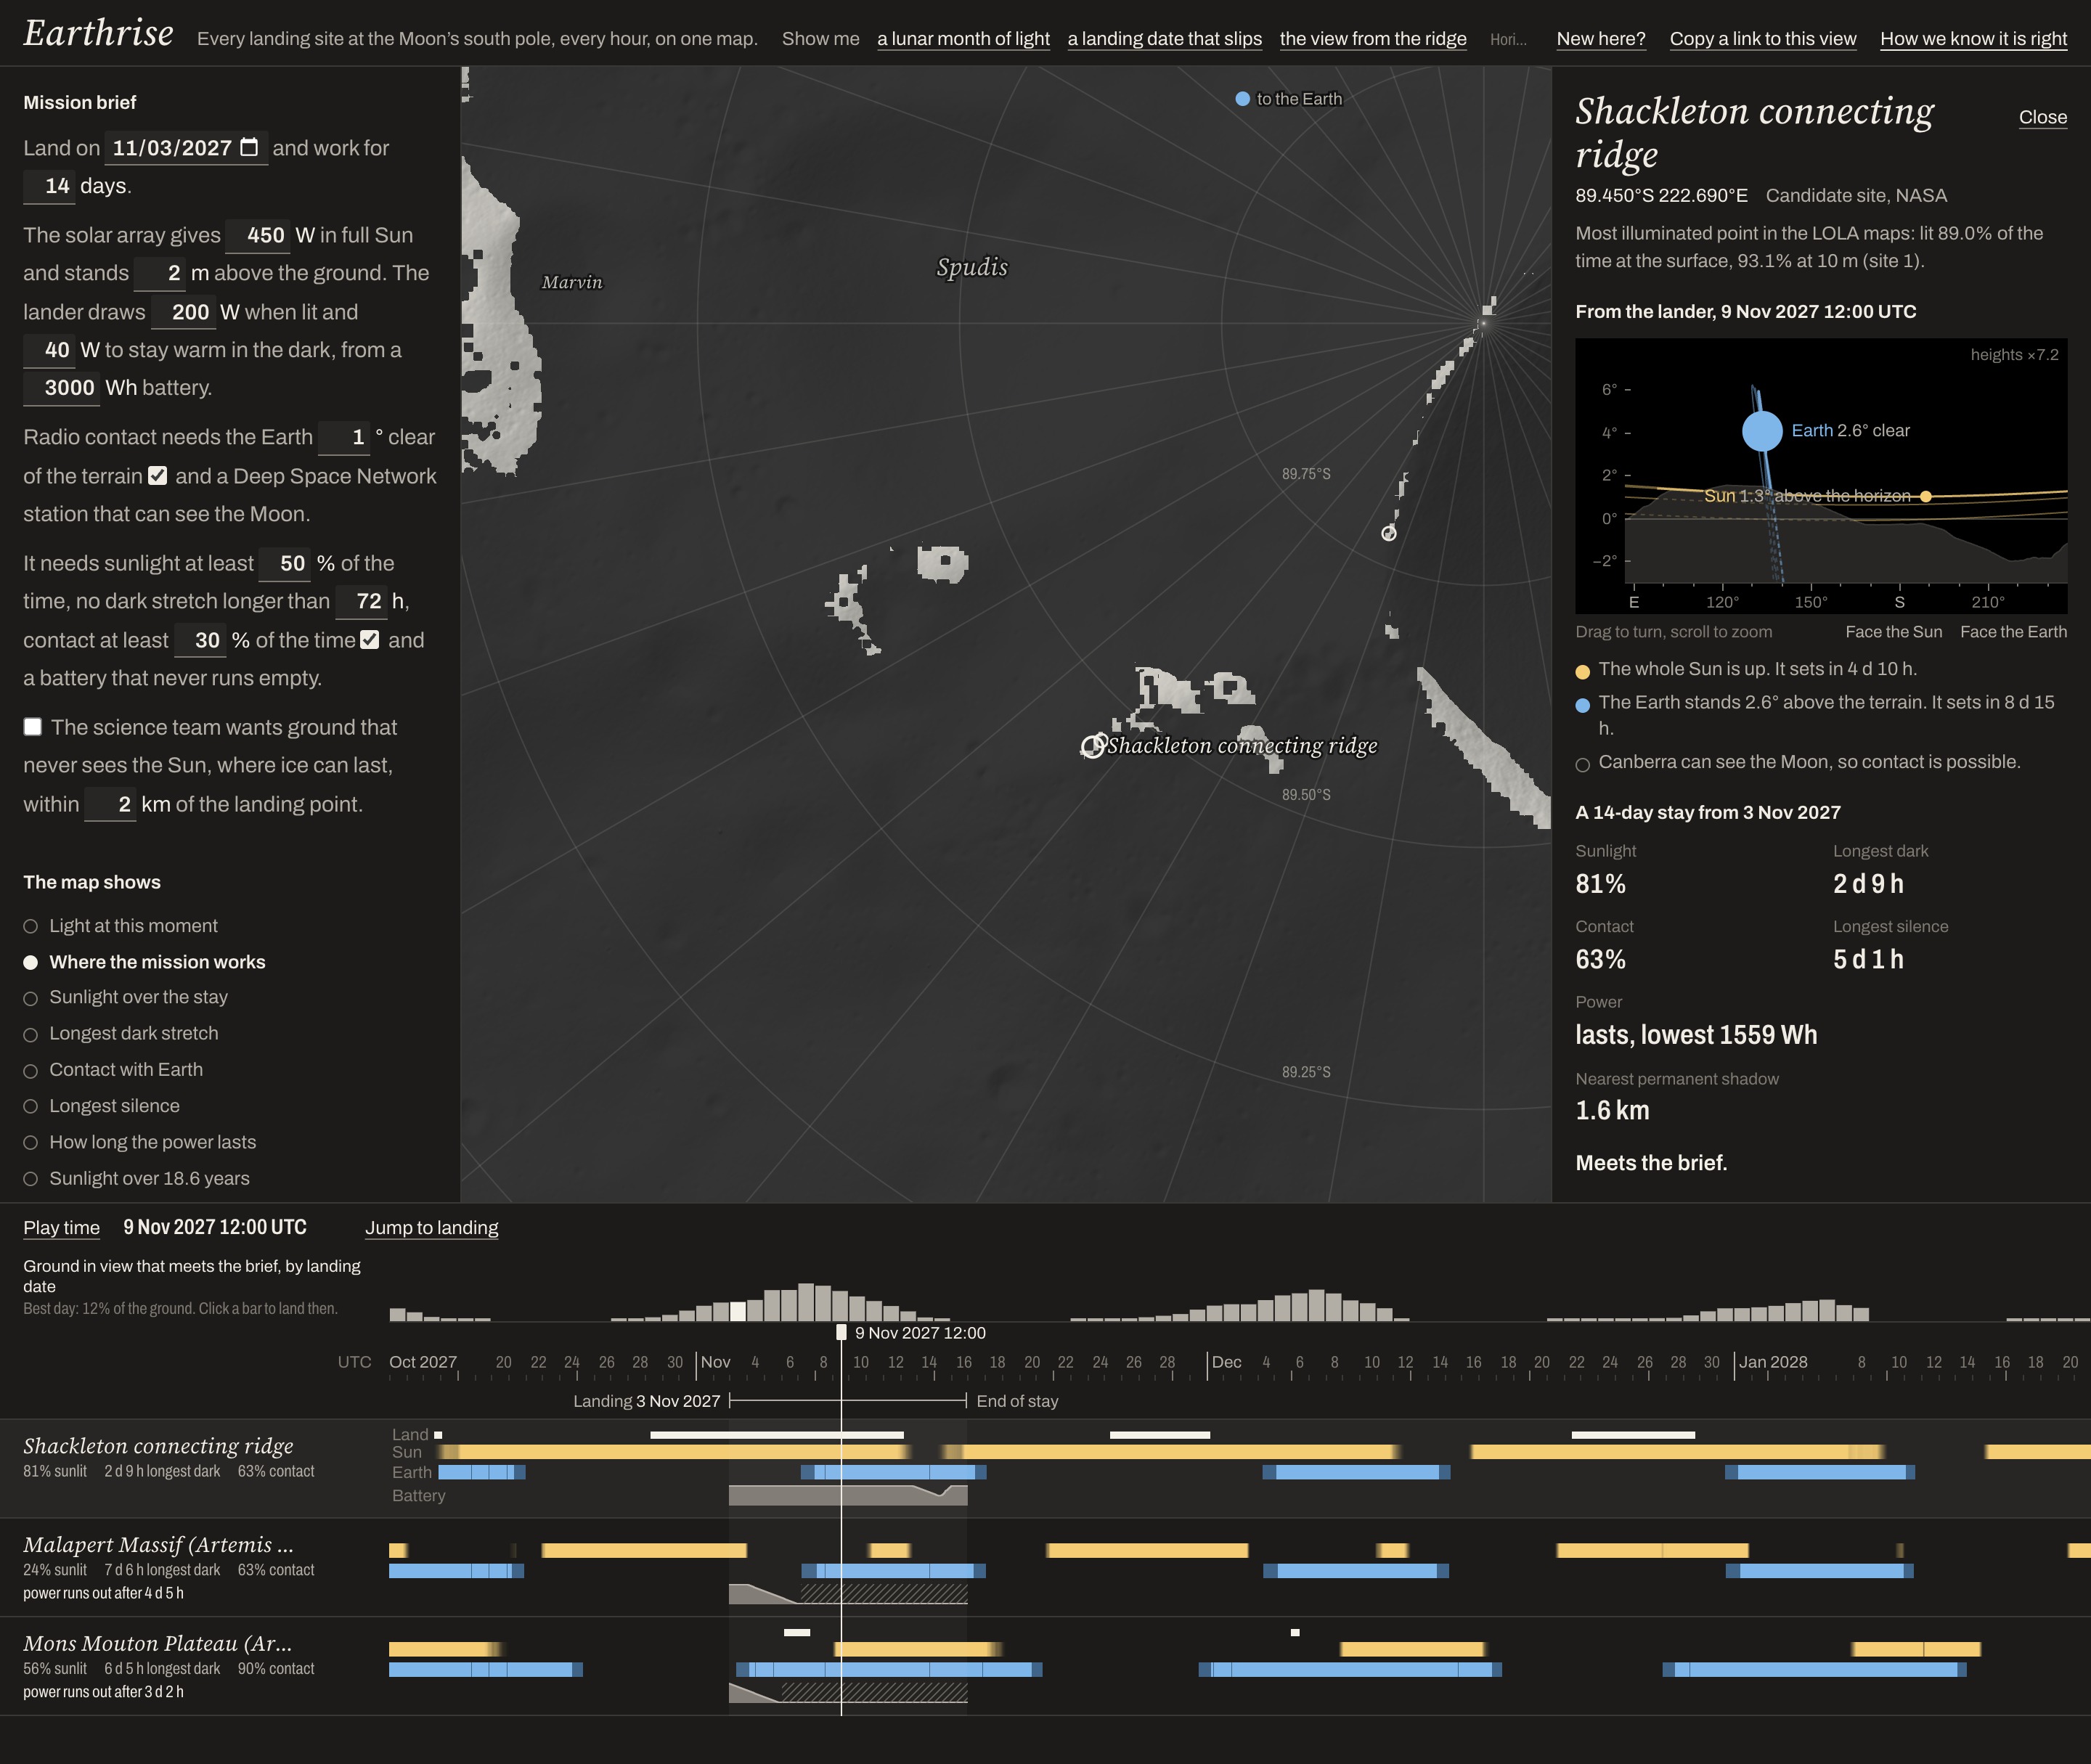 Earthrise
Every landing site at the Moon’s south pole, every hour, on one map.
Show me a lunar month of light a landing date that slips the view from the ridge Hori...
New here? Copy a link to this view How we know it is right
Mission brief
Land on 11/03/2027 and work for
14 days.
The solar array gives 450 W in full Sun
and stands 2 m above the ground. The
lander draws 200 W when lit and
40 W to stay warm in the dark, from a
3000 Wh battery.
Radio contact needs the Earth 1 ° clear
of the terrain and a Deep Space Network
station that can see the Moon.
It needs sunlight at least 50 % of the
time, no dark stretch longer than 72 h,
contact at least 30 % of the time and
a battery that never runs empty.
The science team wants ground that
never sees the Sun, where ice can last,
within 2 km of the landing point.
The map shows
Light at this moment
Where the mission works
Sunlight over the stay
Longest dark stretch
Contact with Earth
Longest silence
How long the power lasts
Sunlight over 18.6 years
to the Earth
Marvin
Spudis
89.75°S
Shackleton connecting ridge
89.50°S
89.25°S
Shackleton connecting
ridge
Close
89.450°S 222.690°E Candidate site, NASA
Most illuminated point in the LOLA maps: lit 89.0% of the
time at the surface, 93.1% at 10 m (site 1).
From the lander, 9 Nov 2027 12:00 UTC
heights ×7.2
6°
4°
2°
0°
−2°
Earth 2.6° clear
Sun 1.3° above the horizon
E 120° 150° S 210°
Drag to turn, scroll to zoom Face the Sun Face the Earth
The whole Sun is up. It sets in 4 d 10 h.
The Earth stands 2.6° above the terrain. It sets in 8 d 15
h.
Canberra can see the Moon, so contact is possible.
A 14-day stay from 3 Nov 2027
Sunlight Longest dark
81% 2 d 9 h
Contact Longest silence
63% 5 d 1 h
Power
lasts, lowest 1559 Wh
Nearest permanent shadow
1.6 km
Meets the brief.
Play time 9 Nov 2027 12:00 UTC Jump to landing
Ground in view that meets the brief, by landing
date
Best day: 12% of the ground. Click a bar to land then.
9 Nov 2027 12:00
UTC Oct 2027 20 22 24 26 28 30 Nov 4 6 8 10 12 14 16 18 20 22 24 26 28 Dec 4 6 8 10 12 14 16 18 20 22 24 26 28 30 Jan 2028 8 10 12 14 16 18 20
Landing 3 Nov 2027 End of stay
Shackleton connecting ridge
81% sunlit 2 d 9 h longest dark 63% contact
Land
Sun
Earth
Battery
Malapert Massif (Artemis ...
24% sunlit 7 d 6 h longest dark 63% contact
power runs out after 4 d 5 h
Mons Mouton Plateau (Ar...
56% sunlit 6 d 5 h longest dark 90% contact
power runs out after 3 d 2 h